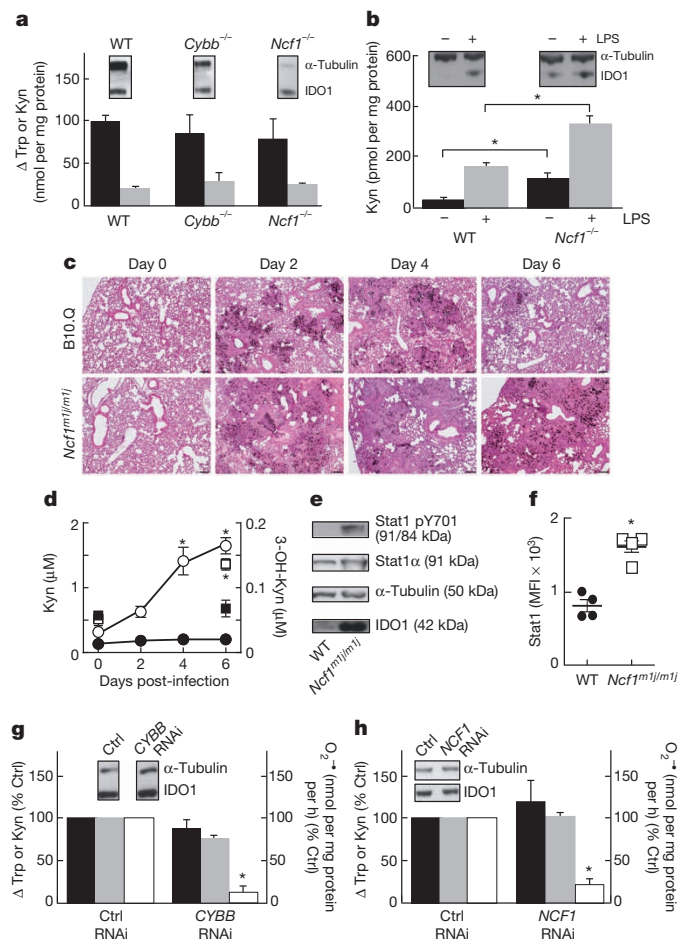 a
WT
Cybb−/−
Ncf1−/−
α-Tubulin
IDO1
Δ Trp or Kyn
(nmol per mg protein)
150
100
50
0
WT
Cybb−/−
Ncf1−/−
b
− + − + LPS
α-Tubulin
IDO1
Kyn (pmol per mg protein)
600
400
200
0
*
*
− + − + LPS
WT
Ncf1−/−
c
Day 0
Day 2
Day 4
Day 6
B10.Q
Ncf1m1j/m1j
d
Kyn (μM)
2
1
0
*
*
*
0.2
0.1
0
3-OH-Kyn (μM)
0 2 4 6
Days post-infection
e
Stat1 pY701
(91/84 kDa)
Stat1α (91 kDa)
α-Tubulin (50 kDa)
IDO1 (42 kDa)
WT
Ncf1m1j/m1j
f
Stat1 (MFI × 10³)
2
1
0
*
WT
Ncf1m1j/m1j
g
Ctrl
CYBB
RNAi
α-Tubulin
IDO1
Δ Trp or Kyn (% Ctrl)
150
100
50
0
*
150
100
50
0
O₂−• (nmol per mg protein
per h) (% Ctrl)
Ctrl
RNAi
CYBB
RNAi
h
Ctrl
NCF1
RNAi
α-Tubulin
IDO1
Δ Trp or Kyn (% Ctrl)
150
100
50
0
*
150
100
50
0
O₂−• (nmol per mg protein
per h) (% Ctrl)
Ctrl
RNAi
NCF1
RNAi